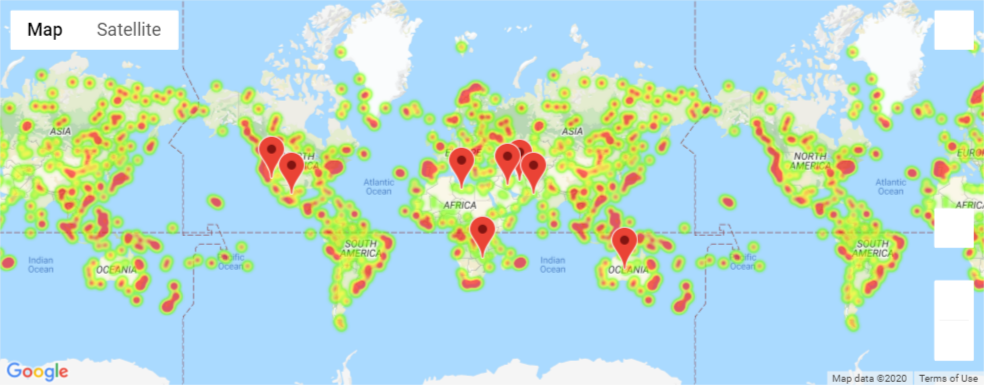 Map Satellite
ASIA
NORTH AMERICA
Atlantic
Ocean
AFRICA
ASIA
NORTH
AMERICA
Atlantic
Ocean
AFRICA
SOUTH
AMERICA
SOUTH
AMERICA
Indian
Ocean
OCEANIA
Pacific
Ocean
Indian
Ocean
OCEANIA
Pacific
Ocean
Google
Map data ©2020 Terms of Use